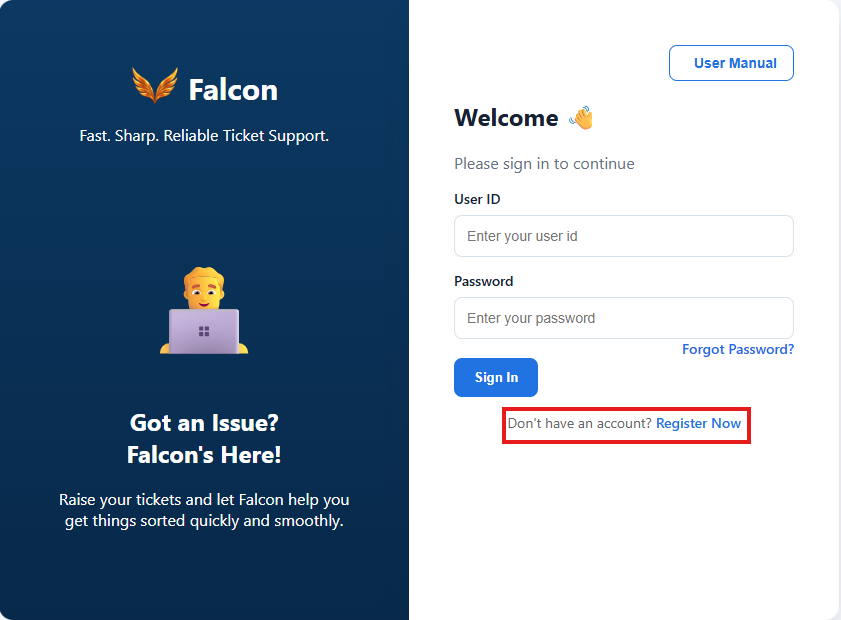 Falcon
Fast. Sharp. Reliable Ticket Support.
Got an Issue?
Falcon's Here!
Raise your tickets and let Falcon help you
get things sorted quickly and smoothly.
User Manual
Welcome 👋
Please sign in to continue
User ID
Enter your user id
Password
Enter your password
Forgot Password?
Sign In
Don't have an account? Register Now